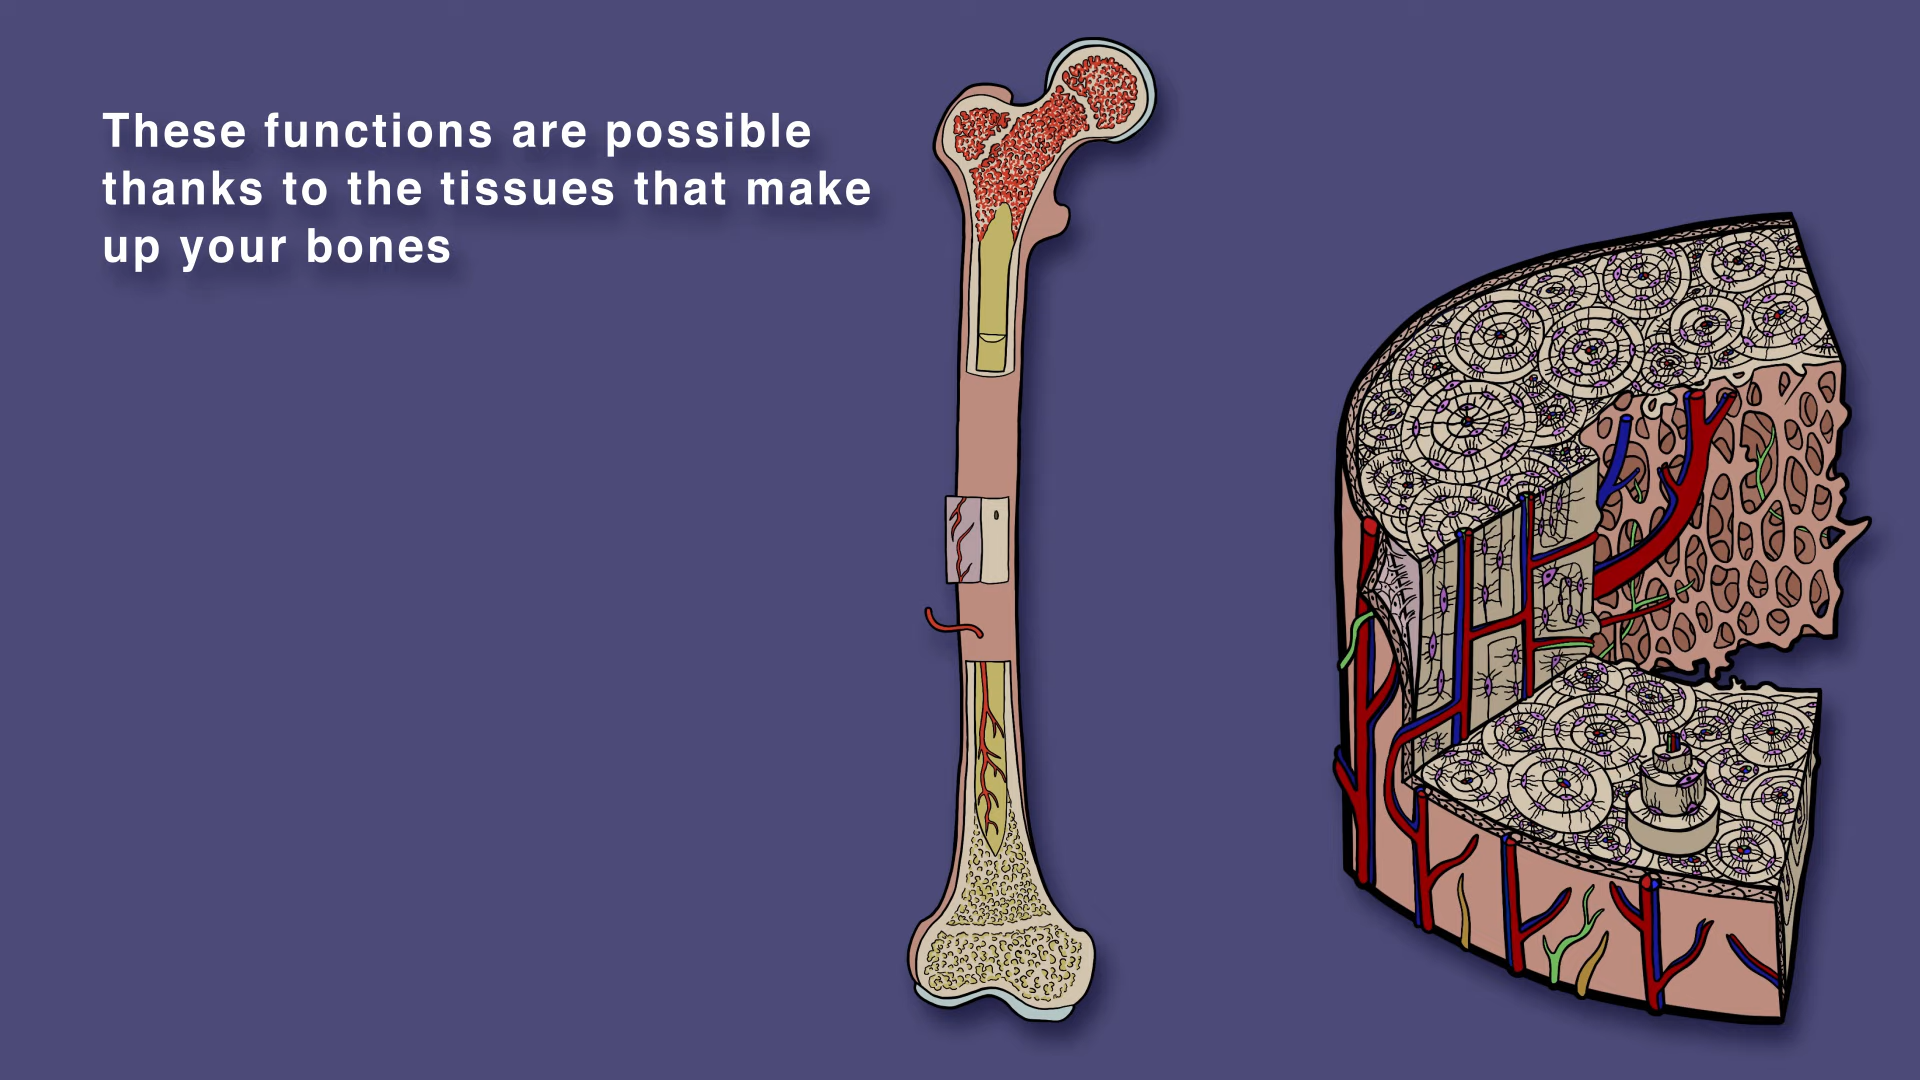 These functions are possible
thanks to the tissues that make
up your bones